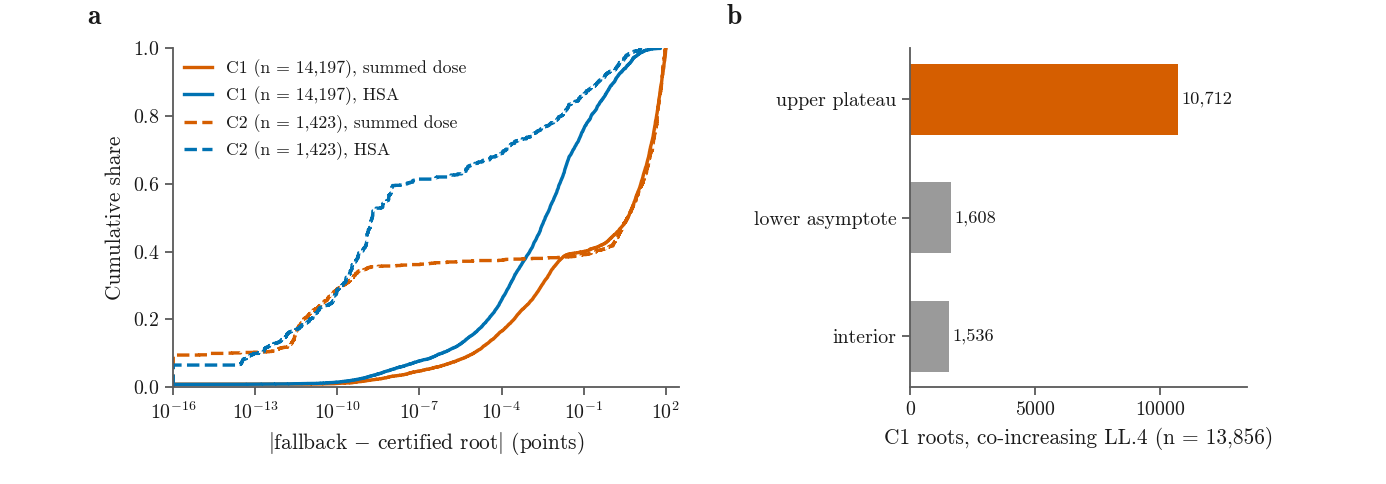 a
1.0
0.8
0.6
0.4
0.2
0.0
Cumulative share
C1 (n = 14,197), summed dose
C1 (n = 14,197), HSA
C2 (n = 1,423), summed dose
C2 (n = 1,423), HSA
10⁻¹⁶ 10⁻¹³ 10⁻¹⁰ 10⁻⁷ 10⁻⁴ 10⁻¹ 10²
|fallback − certified root| (points)
b
upper plateau 10,712
lower asymptote 1,608
interior 1,536
0 5000 10000
C1 roots, co-increasing LL.4 (n = 13,856)